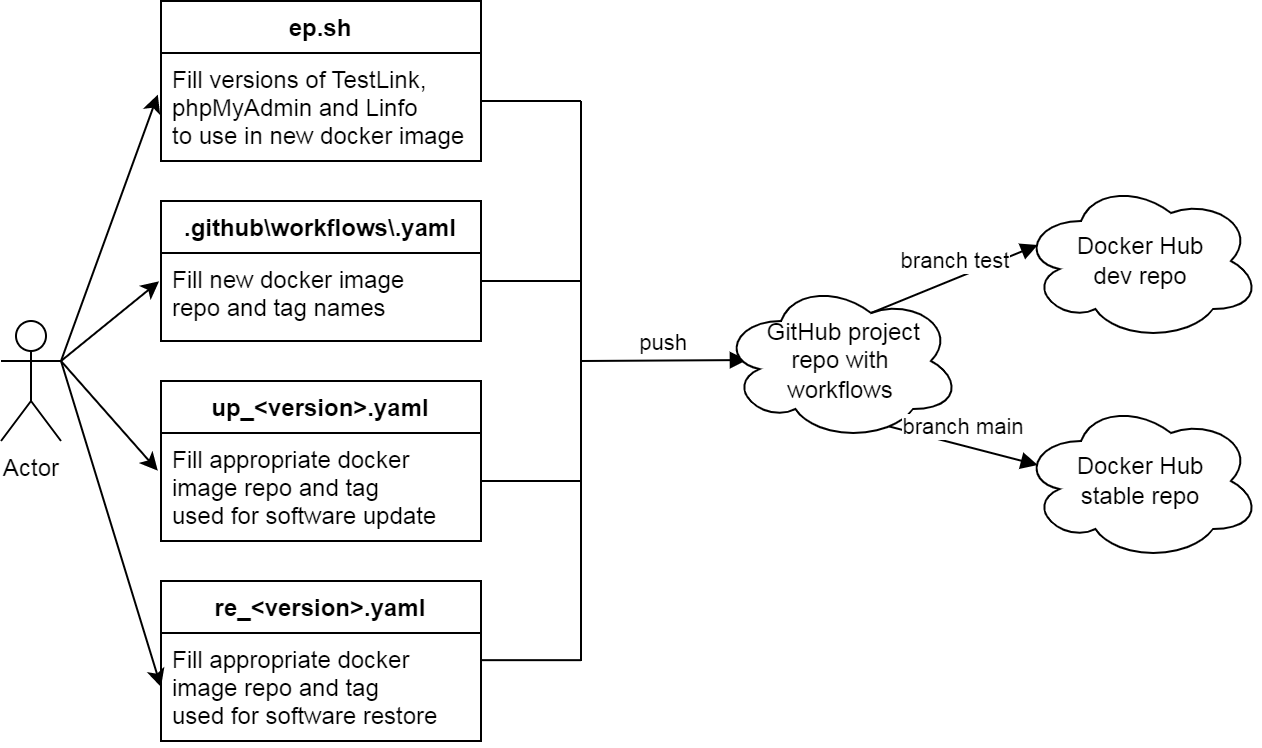 ep.sh
Fill versions of TestLink,
phpMyAdmin and Linfo
to use in new docker image
.github\workflows\.yaml
Fill new docker image
repo and tag names
Actor
up_<version>.yaml
Fill appropriate docker
image repo and tag
used for software update
re_<version>.yaml
Fill appropriate docker
image repo and tag
used for software restore
push
GitHub project
repo with
workflows
branch test
Docker Hub
dev repo
branch main
Docker Hub
stable repo